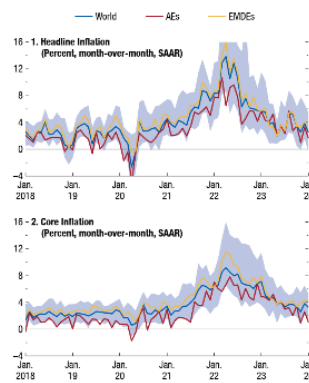 World AEs EMDEs
1. Headline Inflation
(Percent, month-over-month, SAAR)
16
12
8
4
0
−4
Jan. Jan. Jan. Jan. Jan. Jan.
2018 19 20 21 22 23
2. Core Inflation
(Percent, month-over-month, SAAR)
16
12
8
4
0
−4
Jan. Jan. Jan. Jan. Jan. Jan.
2018 19 20 21 22 23